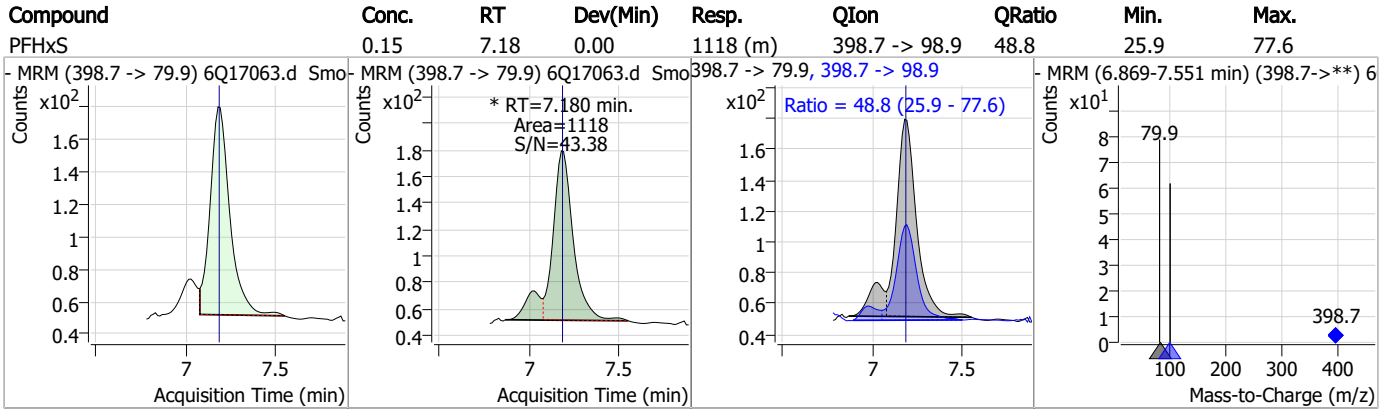 Compound Conc. RT Dev(Min) Resp. QIon QRatio Min. Max.
PFHxS 0.15 7.18 0.00 1118 (m) 398.7 -> 98.9 48.8 25.9 77.6
- MRM (398.7 -> 79.9) 6Q17063.d Smo
Counts
x10²
1.6
1.4
1.2
1
0.8
0.6
0.4
7 7.5
Acquisition Time (min)
- MRM (398.7 -> 79.9) 6Q17063.d Smo
Counts
x10²
* RT=7.180 min.
Area=1118
S/N=43.38
1.8
1.6
1.4
1.2
1
0.8
0.6
0.4
7 7.5
Acquisition Time (min)
398.7 -> 79.9, 398.7 -> 98.9
Counts
x10²
Ratio = 48.8 (25.9 - 77.6)
1.6
1.4
1.2
1
0.8
0.6
0.4
7 7.5
Acquisition Time (min)
- MRM (6.869-7.551 min) (398.7->**) 6
Counts
x10¹
79.9
8
7
6
5
4
3
2
1
0
398.7
100 200 300 400
Mass-to-Charge (m/z)